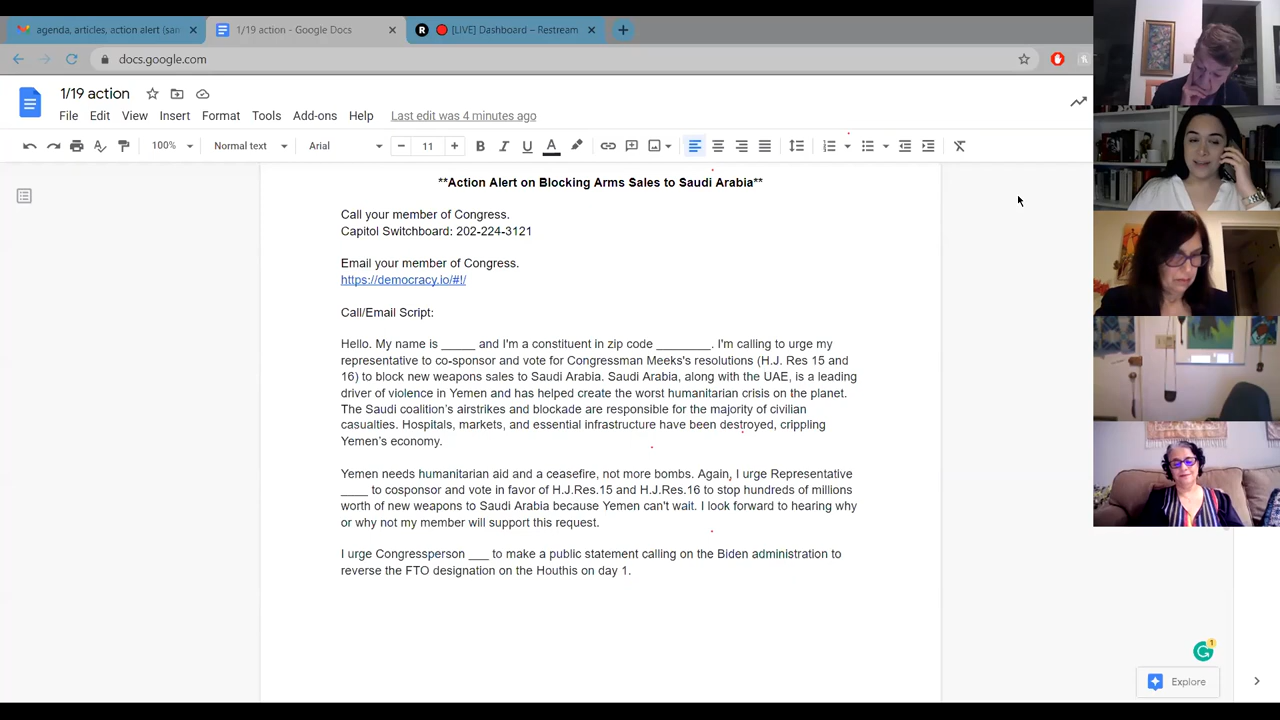 agenda, articles, action alert (san
1/19 action - Google Docs
R
[LIVE] Dashboard - Restream
docs.google.com
1/19 action
File Edit View Insert Format Tools Add-ons Help Last edit was 4 minutes ago
100% Normal text Arial 11 B I U A
**Action Alert on Blocking Arms Sales to Saudi Arabia**
Call your member of Congress.
Capitol Switchboard: 202-224-3121
Email your member of Congress.
https://democracy.io/#!/
Call/Email Script:
Hello. My name is _____ and I'm a constituent in zip code ________. I'm calling to urge my
representative to co-sponsor and vote for Congressman Meeks's resolutions (H.J. Res 15 and
16) to block new weapons sales to Saudi Arabia. Saudi Arabia, along with the UAE, is a leading
driver of violence in Yemen and has helped create the worst humanitarian crisis on the planet.
The Saudi coalition's airstrikes and blockade are responsible for the majority of civilian
casualties. Hospitals, markets, and essential infrastructure have been destroyed, crippling
Yemen's economy.
Yemen needs humanitarian aid and a ceasefire, not more bombs. Again, I urge Representative
____ to cosponsor and vote in favor of H.J.Res.15 and H.J.Res.16 to stop hundreds of millions
worth of new weapons to Saudi Arabia because Yemen can't wait. I look forward to hearing why
or why not my member will support this request.
I urge Congressperson ___ to make a public statement calling on the Biden administration to
reverse the FTO designation on the Houthis on day 1.
1
Explore